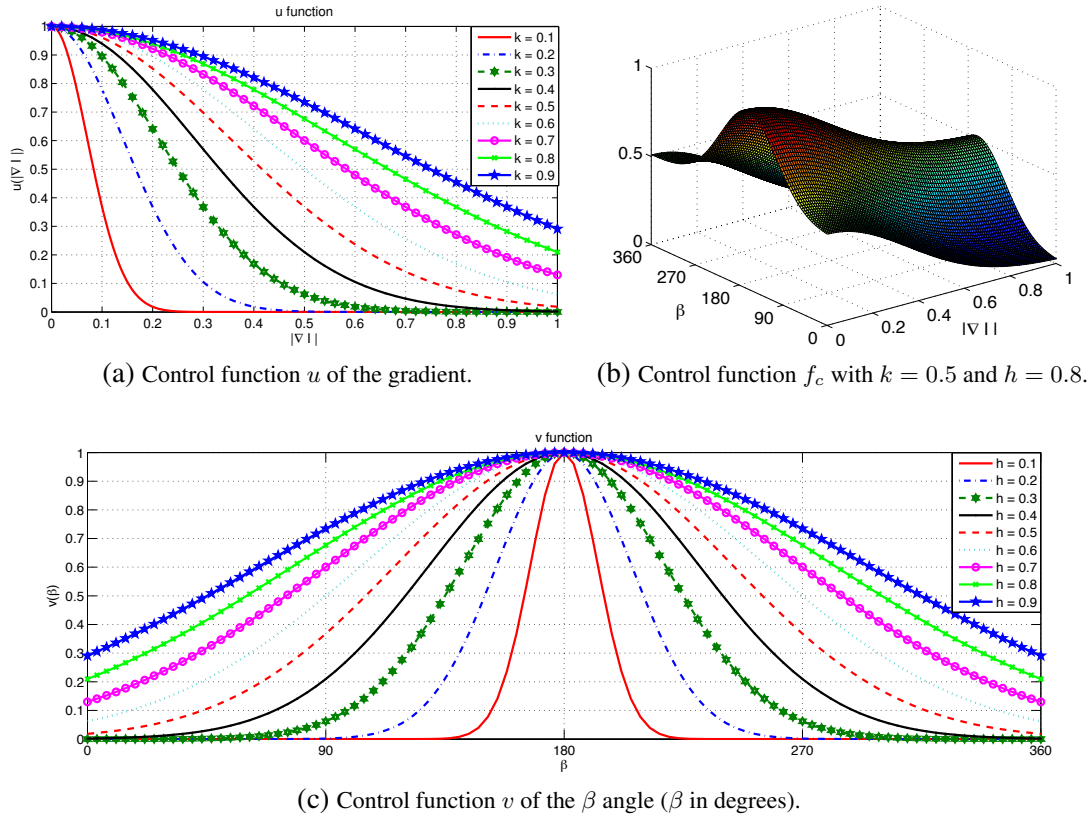 u function
1
0.9
0.8
0.7
0.6
0.5
0.4
0.3
0.2
0.1
0
u(|∇ I |)
0 0.1 0.2 0.3 0.4 0.5 0.6 0.7 0.8 0.9 1
|∇ I |
k = 0.1
k = 0.2
k = 0.3
k = 0.4
k = 0.5
k = 0.6
k = 0.7
k = 0.8
k = 0.9
(a) Control function u of the gradient.
1
0.5
0
360
270
180
90
0
β
0
0.2
0.4
0.6
0.8
1
|∇ I |
(b) Control function f_c with k = 0.5 and h = 0.8.
v function
1
0.9
0.8
0.7
0.6
0.5
0.4
0.3
0.2
0.1
0
v(β)
0 90 180 270 360
β
h = 0.1
h = 0.2
h = 0.3
h = 0.4
h = 0.5
h = 0.6
h = 0.7
h = 0.8
h = 0.9
(c) Control function v of the β angle (β in degrees).